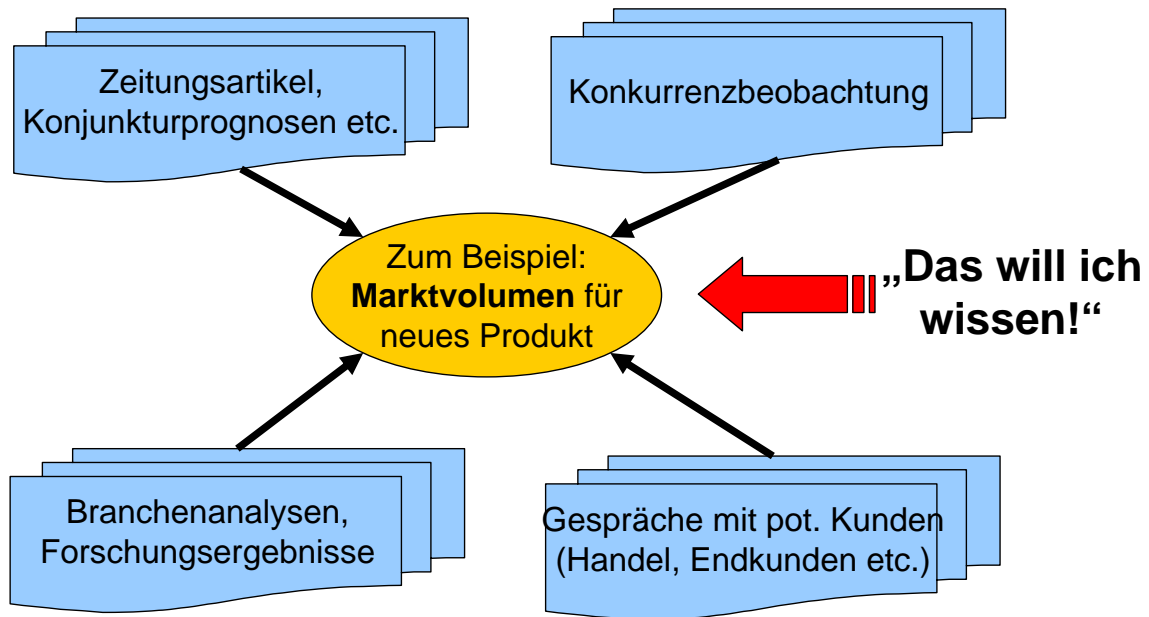 Zeitungsartikel,
Konjunkturprognosen etc.
Konkurrenzbeobachtung
Zum Beispiel:
Marktvolumen für
neues Produkt
„Das will ich
wissen!“
Branchenanalysen,
Forschungsergebnisse
Gespräche mit pot. Kunden
(Handel, Endkunden etc.)